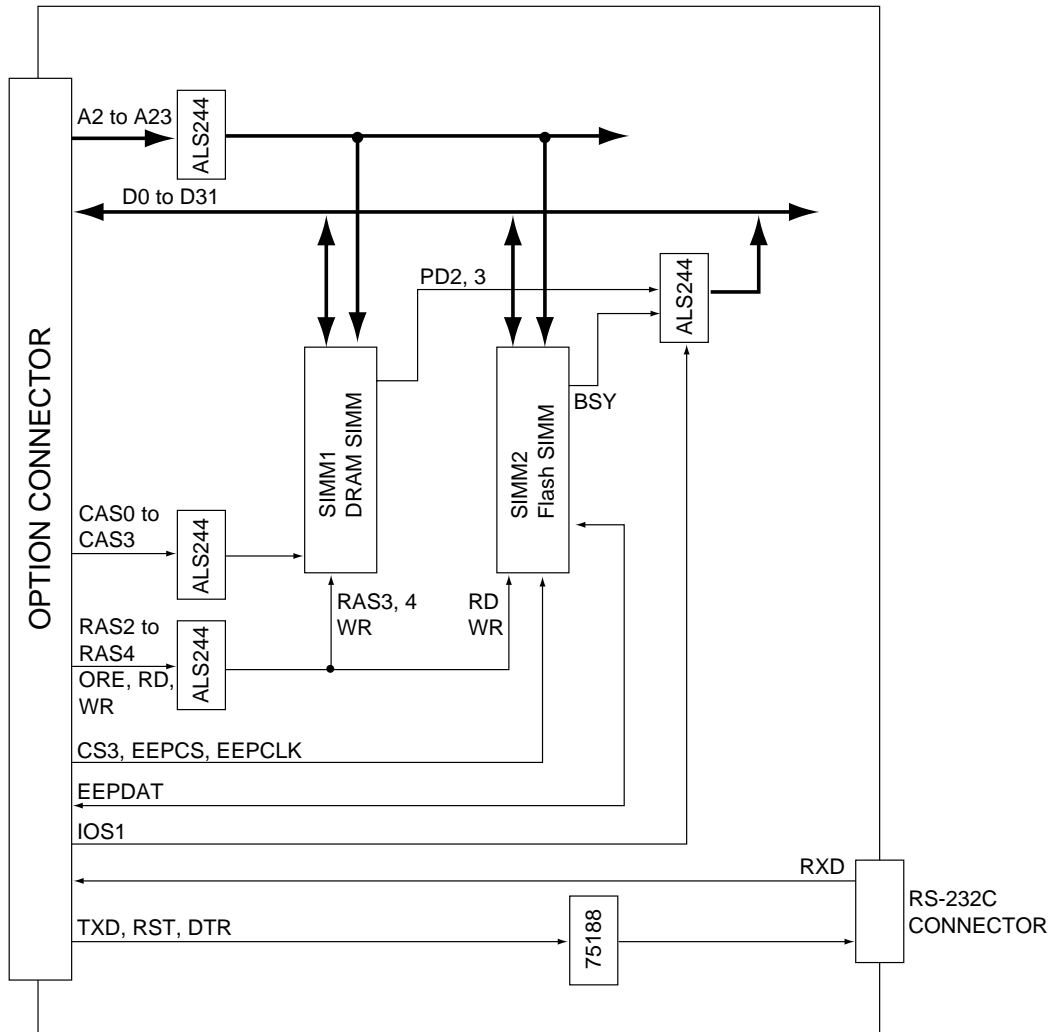 A2 to A23
ALS244
D0 to D31
PD2, 3
ALS244
OPTION CONNECTOR
SIMM1
DRAM SIMM
SIMM2
Flash SIMM
BSY
CAS0 to
CAS3
ALS244
RAS3, 4
WR
RD
WR
RAS2 to
RAS4
ORE, RD,
WR
ALS244
CS3, EEPCS, EEPCLK
EEPDAT
IOS1
RXD
RS-232C
CONNECTOR
TXD, RST, DTR
75188